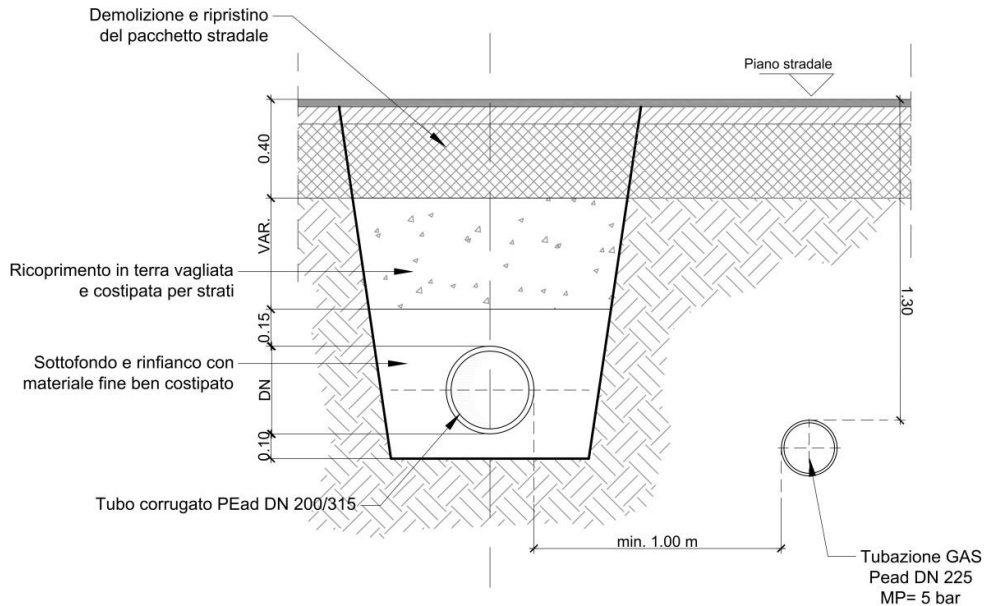 Demolizione e ripristino
del pacchetto stradale
Piano stradale
0.40
VAR.
Ricoprimento in terra vagliata
e costipata per strati
0.15
1.30
Sottofondo e rinfianco con
materiale fine ben costipato
DN
0.10
Tubo corrugato PEad DN 200/315
min. 1.00 m
Tubazione GAS
Pead DN 225
MP= 5 bar